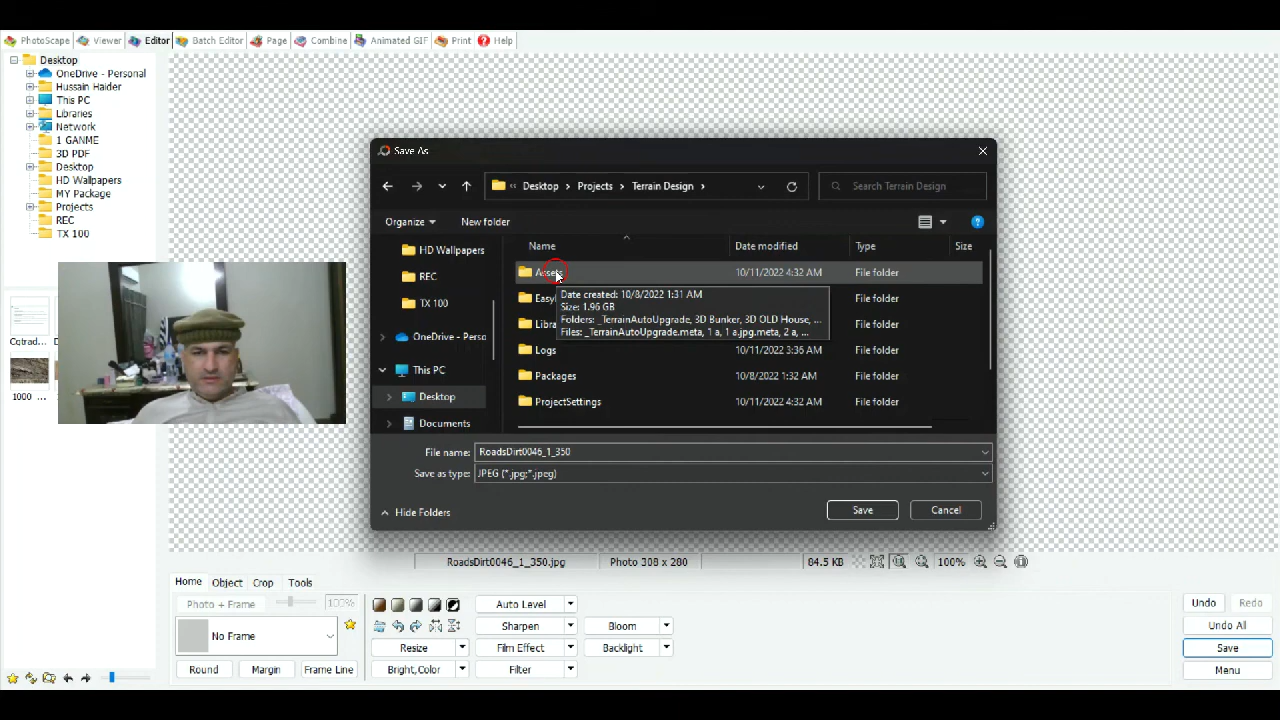 PhotoScape Viewer Editor Batch Editor Page Combine Animated GIF Print Help
Desktop
OneDrive - Personal
Hussain Haider
This PC
Libraries
Network
1 GANME
3D PDF
Desktop
HD Wallpapers
MY Package
Projects
REC
TX 100
1000 ...
Save As
« Desktop > Projects > Terrain Design >
Search Terrain Design
Organize
New folder
HD Wallpapers
REC
TX 100
OneDrive - Perso
This PC
Desktop
Documents
Name Date modified Type Size
Assets 10/11/2022 4:32 AM File folder
File folder
File folder
Date created: 10/8/2022 1:31 AM
Size: 1.96 GB
Folders: _TerrainAutoUpgrade, 3D Bunker, 3D OLD House, ...
Files: _TerrainAutoUpgrade.meta, 1 a, 1 a.jpg.meta, 2 a, ...
Logs 10/11/2022 3:36 AM File folder
Packages 10/8/2022 1:32 AM File folder
ProjectSettings 10/11/2022 4:32 AM File folder
File name: RoadsDirt0046_1_350
Save as type: JPEG (*.jpg;*.jpeg)
Hide Folders
Save
Cancel
RoadsDirt0046_1_350.jpg Photo 308 x 280 84.5 KB 100%
Home Object Crop Tools
Photo + Frame 100%
No Frame
Round Margin Frame Line
Auto Level
Sharpen Bloom
Resize Film Effect Backlight
Bright,Color Filter
Undo Redo
Undo All
Save
Menu